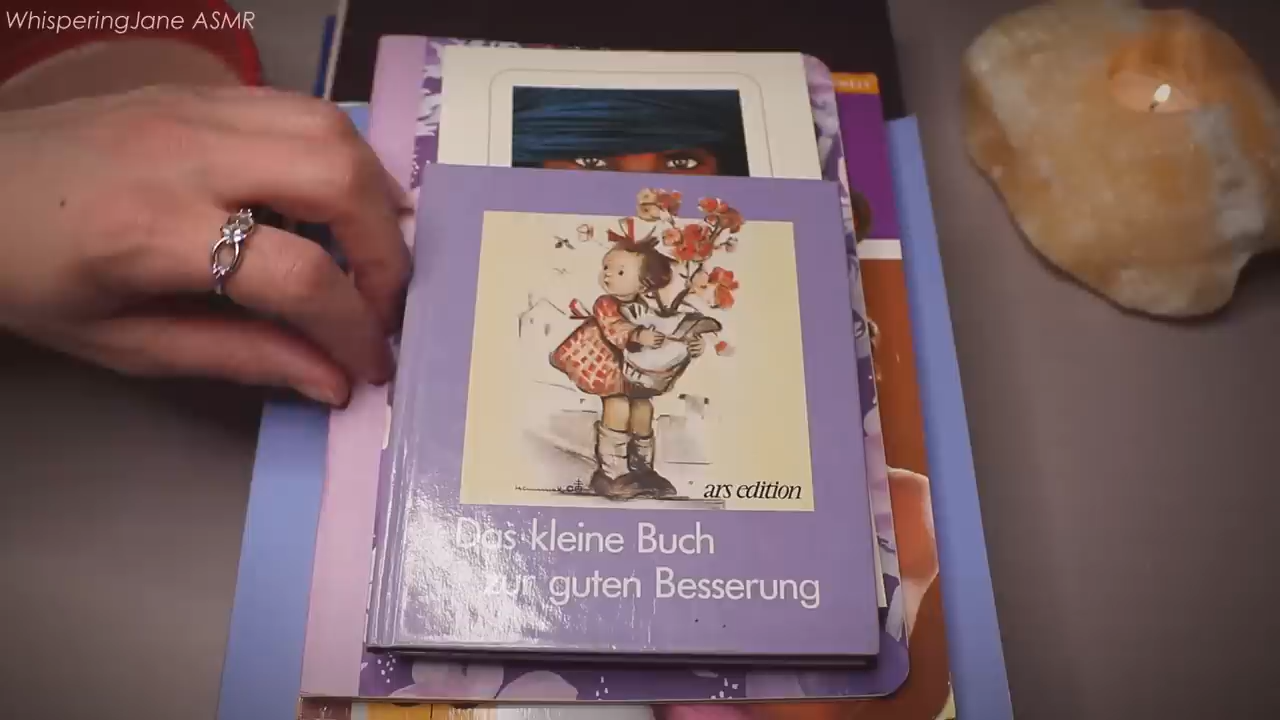 WhisperingJane ASMR
ars edition
Das kleine Buch
zur guten Besserung